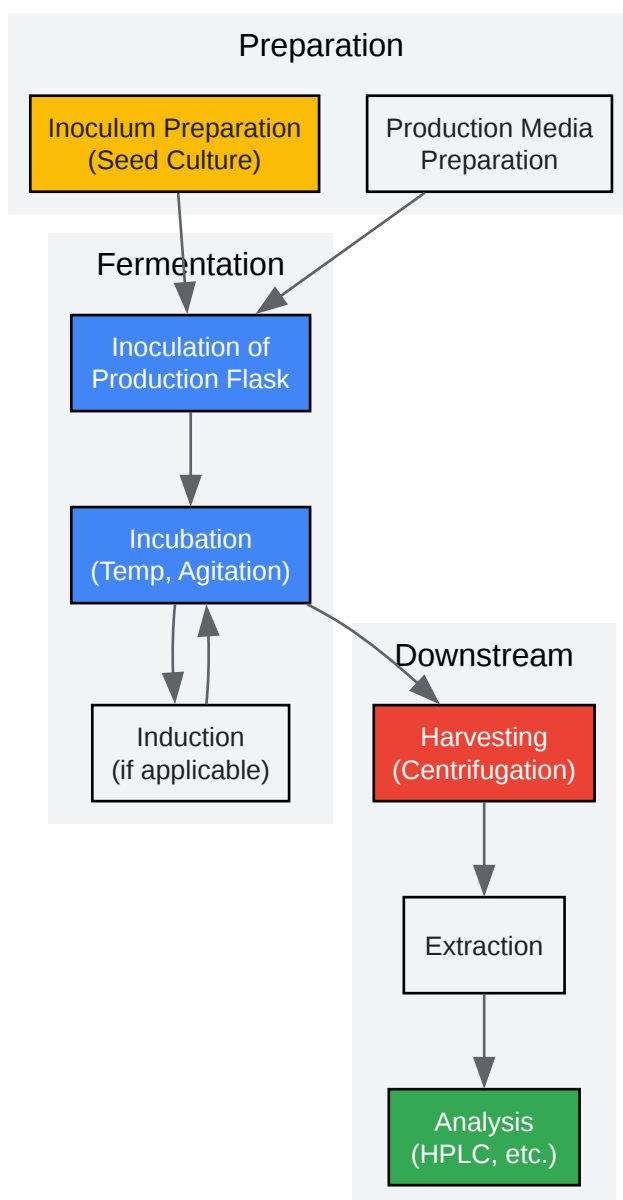 Preparation
Inoculum Preparation
(Seed Culture)
Production Media
Preparation
Fermentation
Inoculation of
Production Flask
Incubation
(Temp, Agitation)
Induction
(if applicable)
Downstream
Harvesting
(Centrifugation)
Extraction
Analysis
(HPLC, etc.)